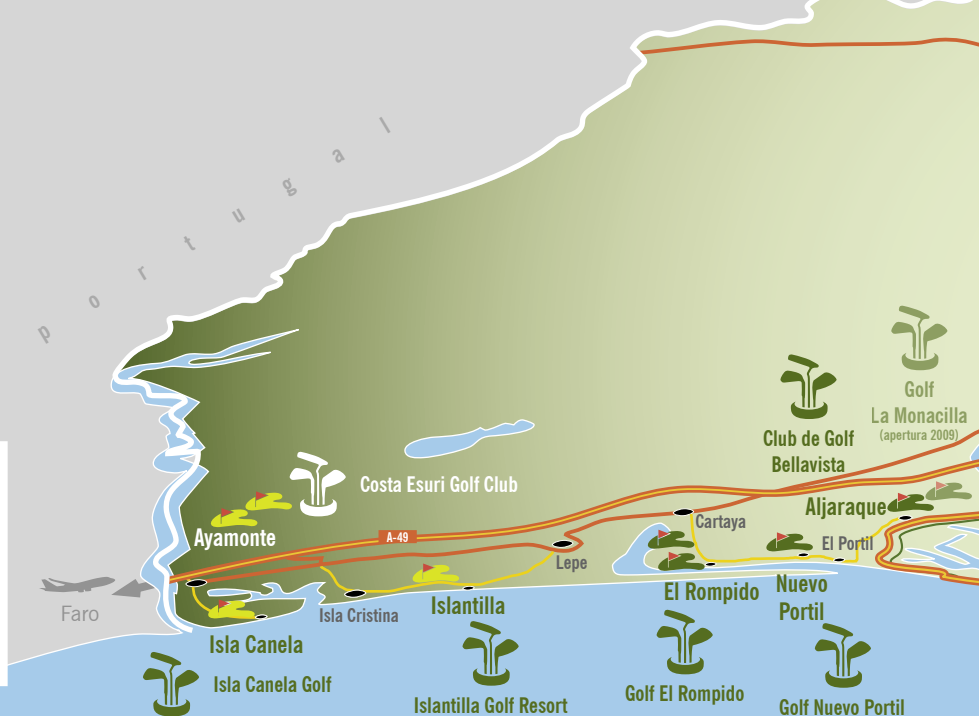 portugal
Golf
La Monacilla
(apertura 2009)
Club de Golf
Bellavista
Costa Esuri Golf Club
Aljaraque
Cartaya
Ayamonte
A-49
El Portil
Lepe
Faro
El Rompido
Nuevo
Portil
Isla Cristina
Islantilla
Isla Canela
Isla Canela Golf
Golf El Rompido
Islantilla Golf Resort
Golf Nuevo Portil